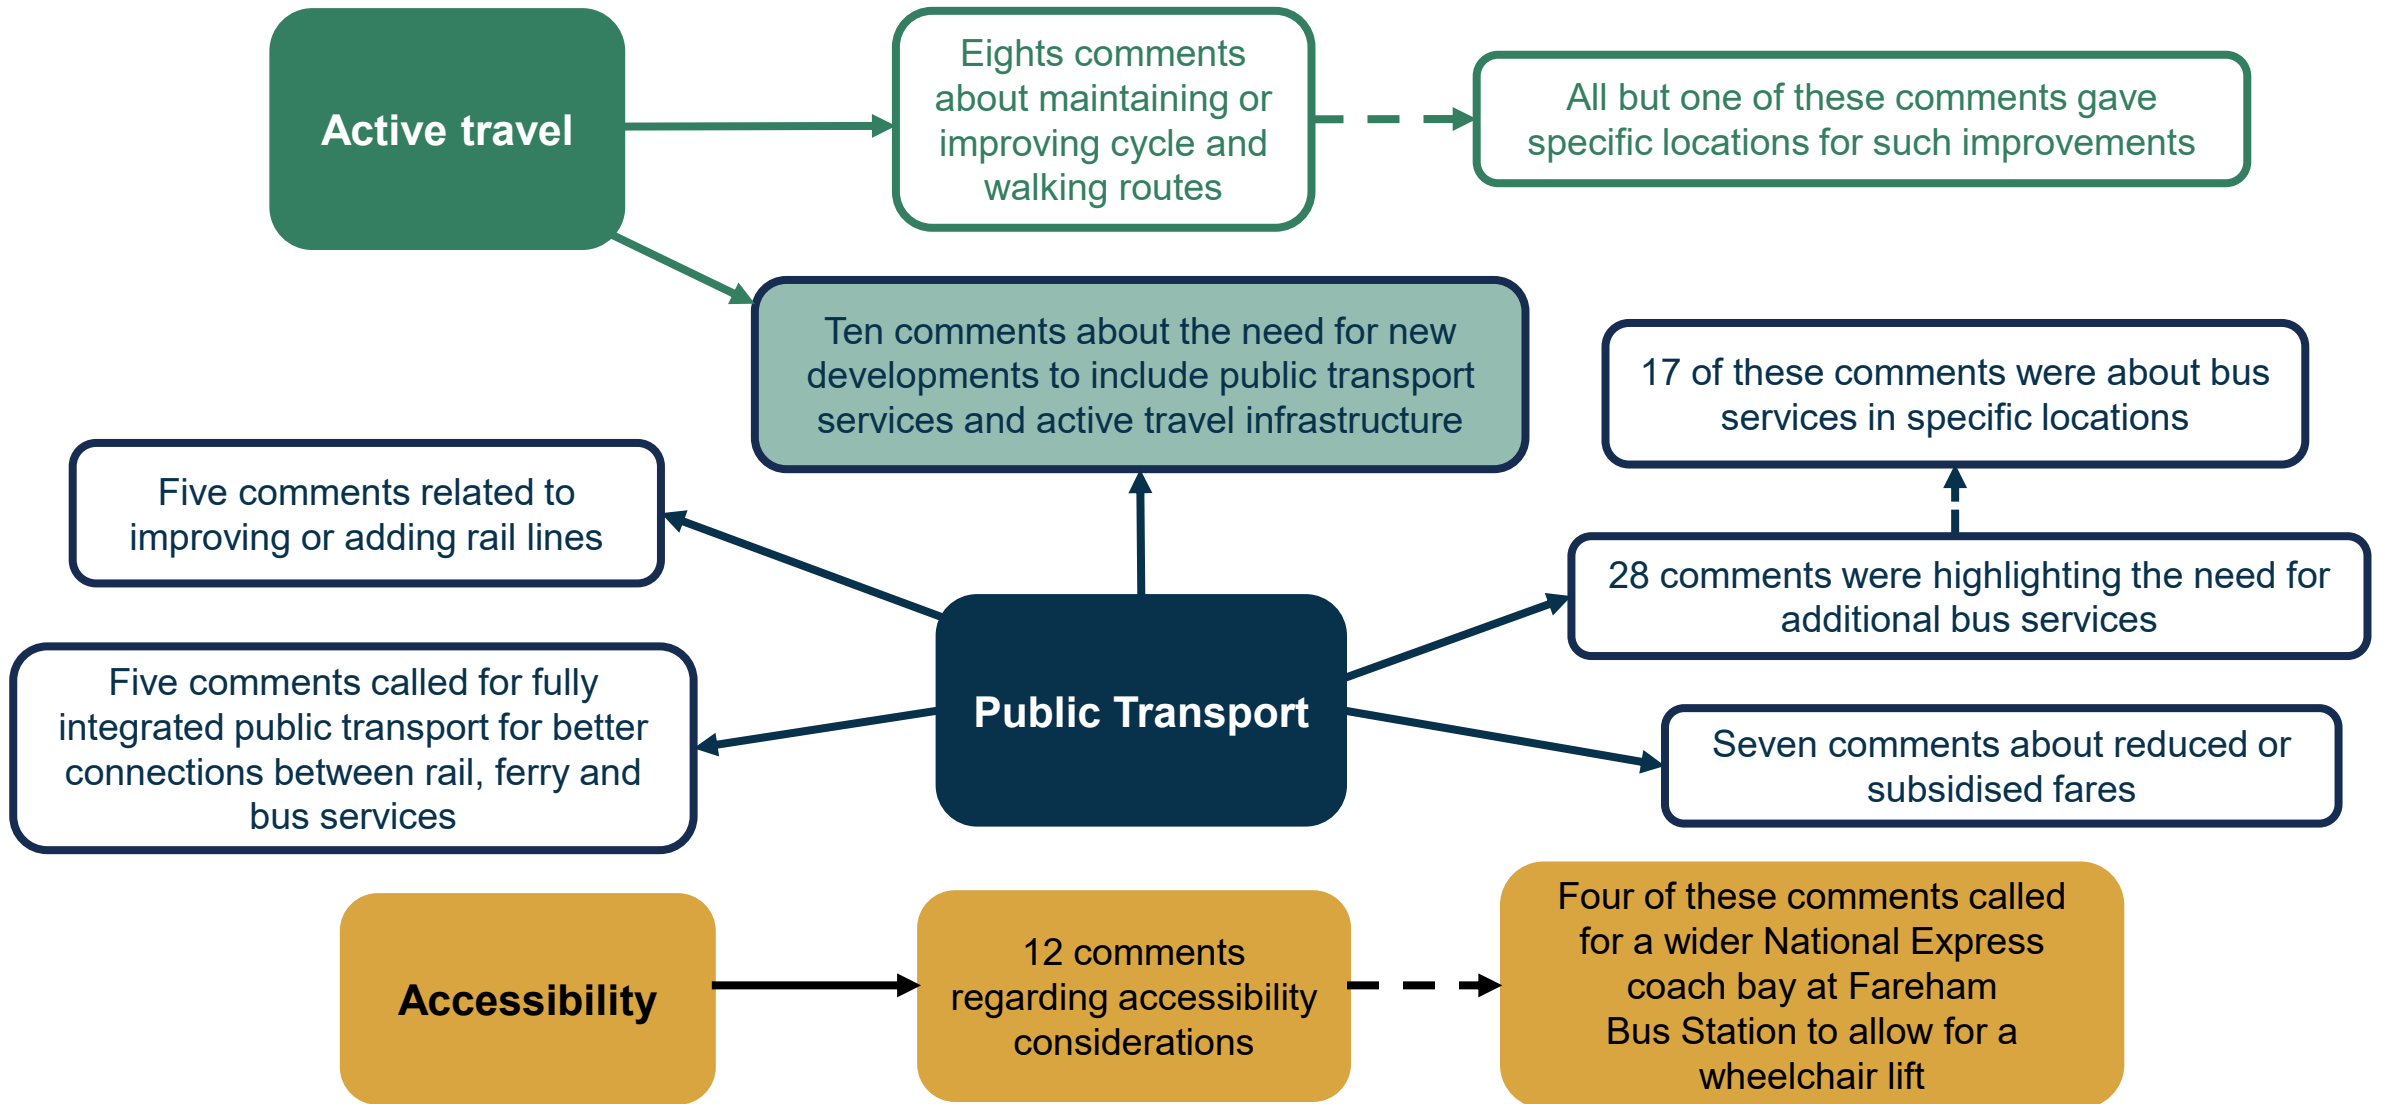 Active travel
Eights comments
about maintaining or
improving cycle and
walking routes
All but one of these comments gave
specific locations for such improvements
Ten comments about the need for new
developments to include public transport
services and active travel infrastructure
17 of these comments were about bus
services in specific locations
Five comments related to
improving or adding rail lines
28 comments were highlighting the need for
additional bus services
Five comments called for fully
integrated public transport for better
connections between rail, ferry and
bus services
Public Transport
Seven comments about reduced or
subsidised fares
Accessibility
12 comments
regarding accessibility
considerations
Four of these comments called
for a wider National Express
coach bay at Fareham
Bus Station to allow for a
wheelchair lift